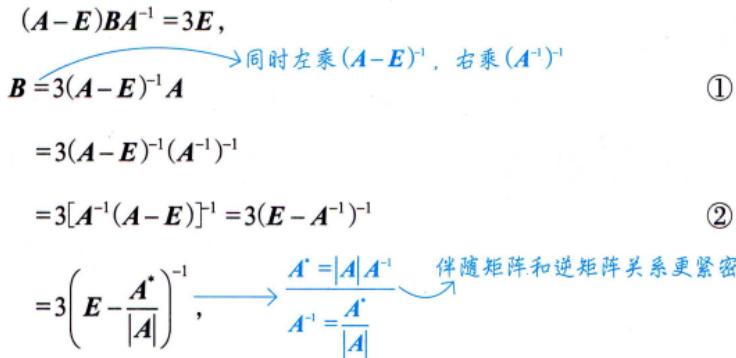 (A−E)BA⁻¹=3E,
同时左乘(A−E)⁻¹, 右乘(A⁻¹)⁻¹
B=3(A−E)⁻¹A ①
=3(A−E)⁻¹(A⁻¹)⁻¹
=3[A⁻¹(A−E)]⁻¹=3(E−A⁻¹)⁻¹ ②
=3(E−A*/|A|)⁻¹, A*=|A|A⁻¹ 伴随矩阵和逆矩阵关系更紧密
A⁻¹=A*/|A|